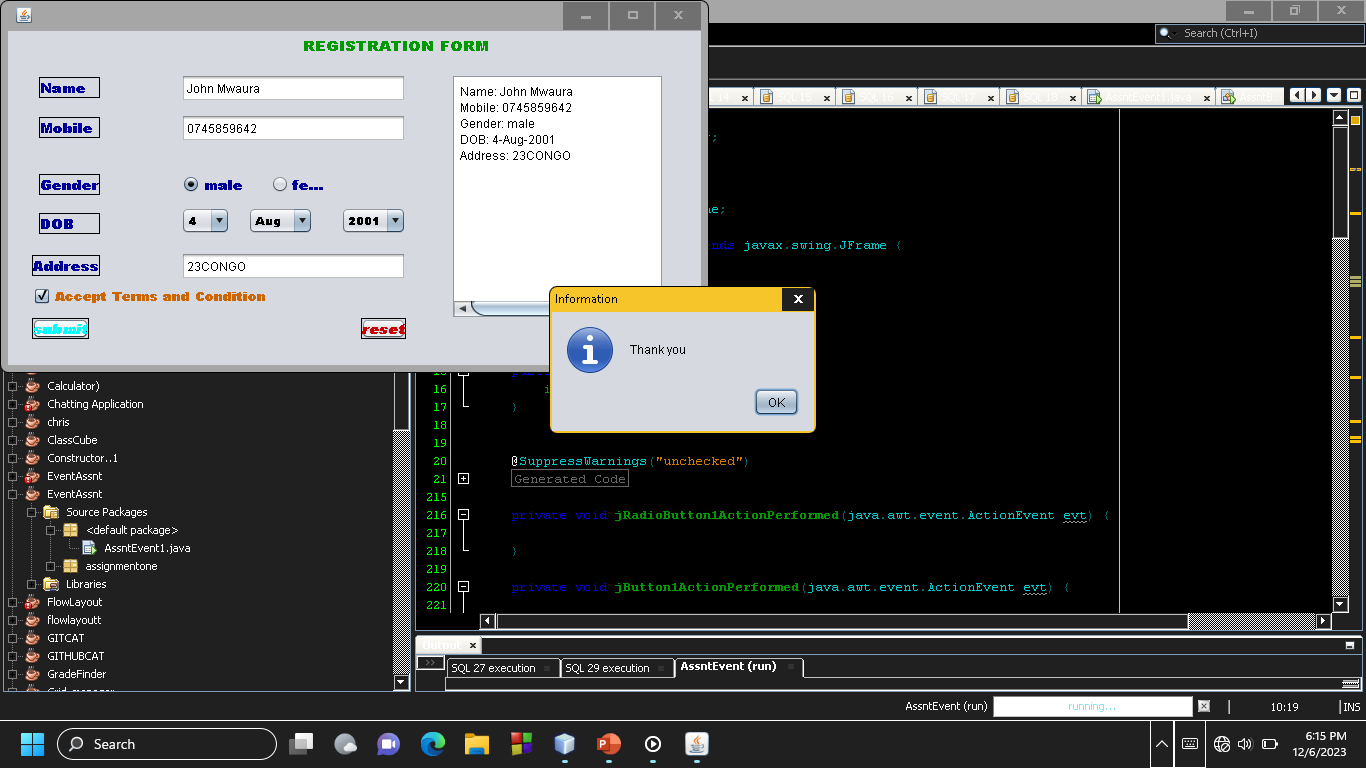 REGISTRATION FORM
Name
John Mwaura
Mobile
0745859642
Gender
male
fe...
DOB
4
Aug
2001
Address
23CONGO
Accept Terms and Condition
submit
reset
Name: John Mwaura
Mobile: 0745859642
Gender: male
DOB: 4-Aug-2001
Address: 23CONGO
Information
Thank you
OK
Search (Ctrl+I)
;
me;
ends javax.swing.JFrame {
16
17 }
18
19
20 @SuppressWarnings("unchecked")
21 Generated Code
215
216 private void jRadioButton1ActionPerformed(java.awt.event.ActionEvent evt) {
217
218 }
219
220 private void jButton1ActionPerformed(java.awt.event.ActionEvent evt) {
221
Calculator)
Chatting Application
chris
ClassCube
Constructor..1
EventAssnt
EventAssnt
Source Packages
<default package>
AssntEvent1.java
assignmentone
Libraries
FlowLayout
flowlayoutt
GITCAT
GITHUBCAT
GradeFinder
Output
>>
SQL 27 execution
SQL 29 execution
AssntEvent (run)
AssntEvent (run)
running...
10:19
INS
Search
6:15 PM
12/6/2023